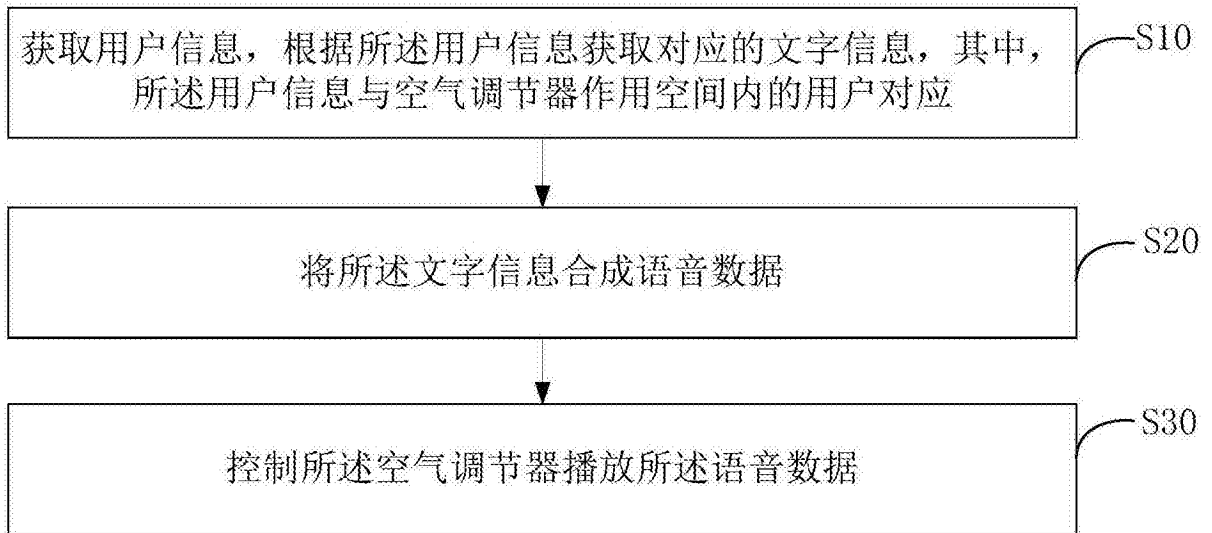 获取用户信息，根据所述用户信息获取对应的文字信息，其中，
所述用户信息与空气调节器作用空间内的用户对应
S10
将所述文字信息合成语音数据
S20
控制所述空气调节器播放所述语音数据
S30